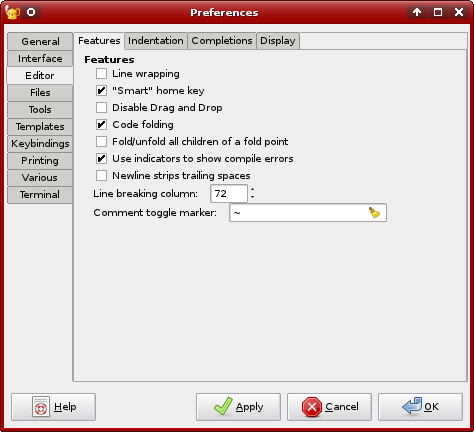 Preferences
General
Interface
Editor
Files
Tools
Templates
Keybindings
Printing
Various
Terminal
Features Indentation Completions Display
Features
Line wrapping
"Smart" home key
Disable Drag and Drop
Code folding
Fold/unfold all children of a fold point
Use indicators to show compile errors
Newline strips trailing spaces
Line breaking column: 72
Comment toggle marker: ~
Help Apply Cancel OK